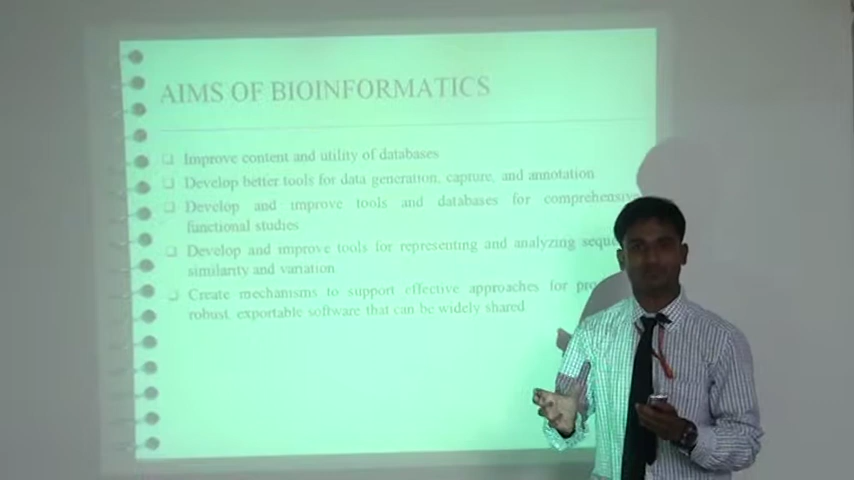 AIMS OF BIOINFORMATICS
Improve content and utility of databases
Develop better tools for data generation, capture, and annotation
Develop and improve tools and databases for comprehensive
functional studies
Develop and improve tools for representing and analyzing
similarity and variation
Create mechanisms to support effective approaches for
robust, exportable software that can be widely shared